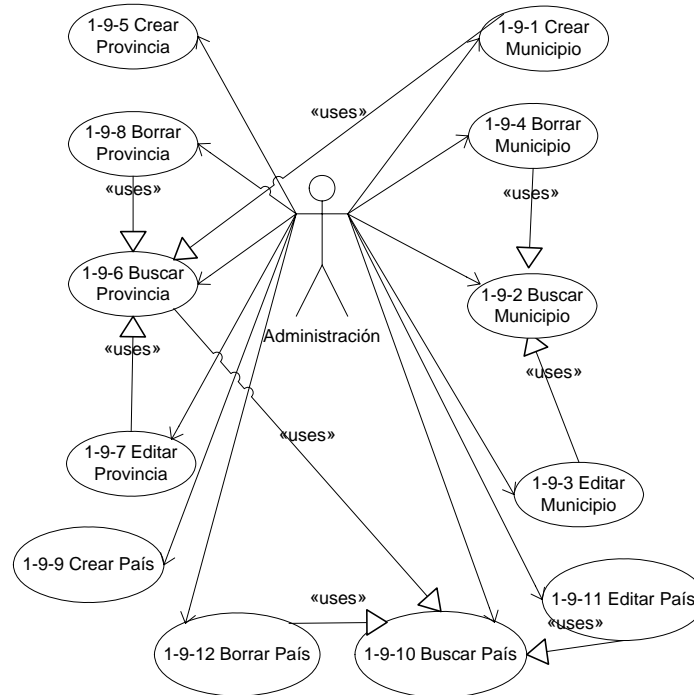 1-9-5 Crear
Provincia
1-9-1 Crear
Municipio
«uses»
1-9-8 Borrar
Provincia
1-9-4 Borrar
Municipio
«uses»
«uses»
1-9-6 Buscar
Provincia
1-9-2 Buscar
Municipio
Administración
«uses»
«uses»
«uses»
1-9-7 Editar
Provincia
1-9-3 Editar
Municipio
1-9-9 Crear País
«uses»
1-9-11 Editar País
«uses»
1-9-12 Borrar País
1-9-10 Buscar País